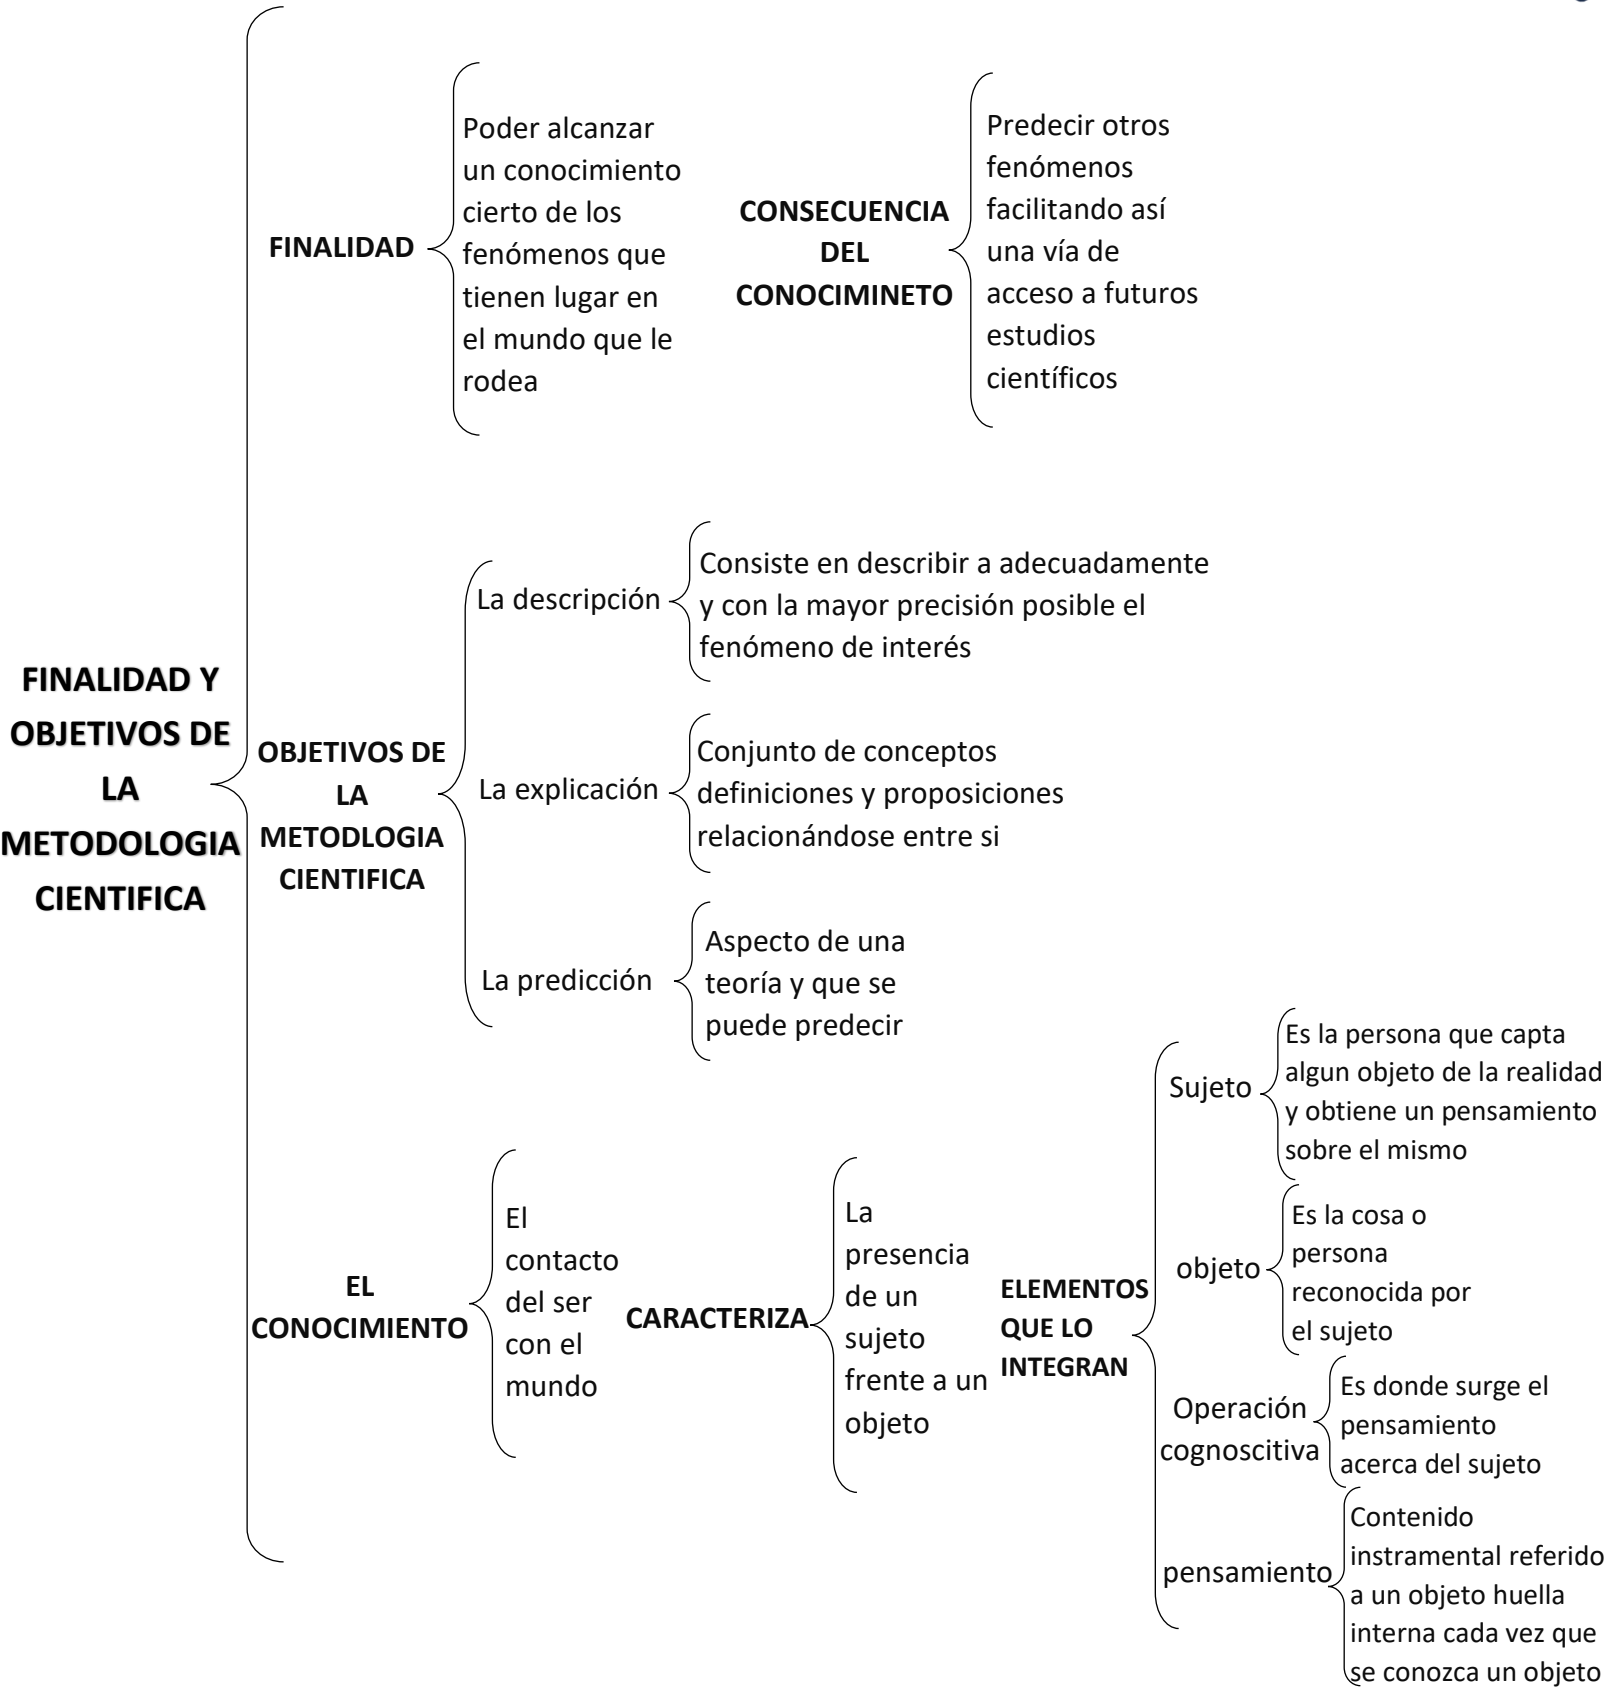 FINALIDAD Y
OBJETIVOS DE
LA
METODOLOGIA
CIENTIFICA
FINALIDAD
Poder alcanzar
un conocimiento
cierto de los
fenómenos que
tienen lugar en
el mundo que le
rodea
CONSECUENCIA
DEL
CONOCIMINETO
Predecir otros
fenómenos
facilitando así
una vía de
acceso a futuros
estudios
científicos
OBJETIVOS DE
LA
METODLOGIA
CIENTIFICA
La descripción
Consiste en describir a adecuadamente
y con la mayor precisión posible el
fenómeno de interés
La explicación
Conjunto de conceptos
definiciones y proposiciones
relacionándose entre si
La predicción
Aspecto de una
teoría y que se
puede predecir
EL
CONOCIMIENTO
El
contacto
del ser
con el
mundo
CARACTERIZA
La
presencia
de un
sujeto
frente a un
objeto
ELEMENTOS
QUE LO
INTEGRAN
Sujeto
Es la persona que capta
algun objeto de la realidad
y obtiene un pensamiento
sobre el mismo
objeto
Es la cosa o
persona
reconocida por
el sujeto
Operación
cognoscitiva
Es donde surge el
pensamiento
acerca del sujeto
pensamiento
Contenido
instramental referido
a un objeto huella
interna cada vez que
se conozca un objeto